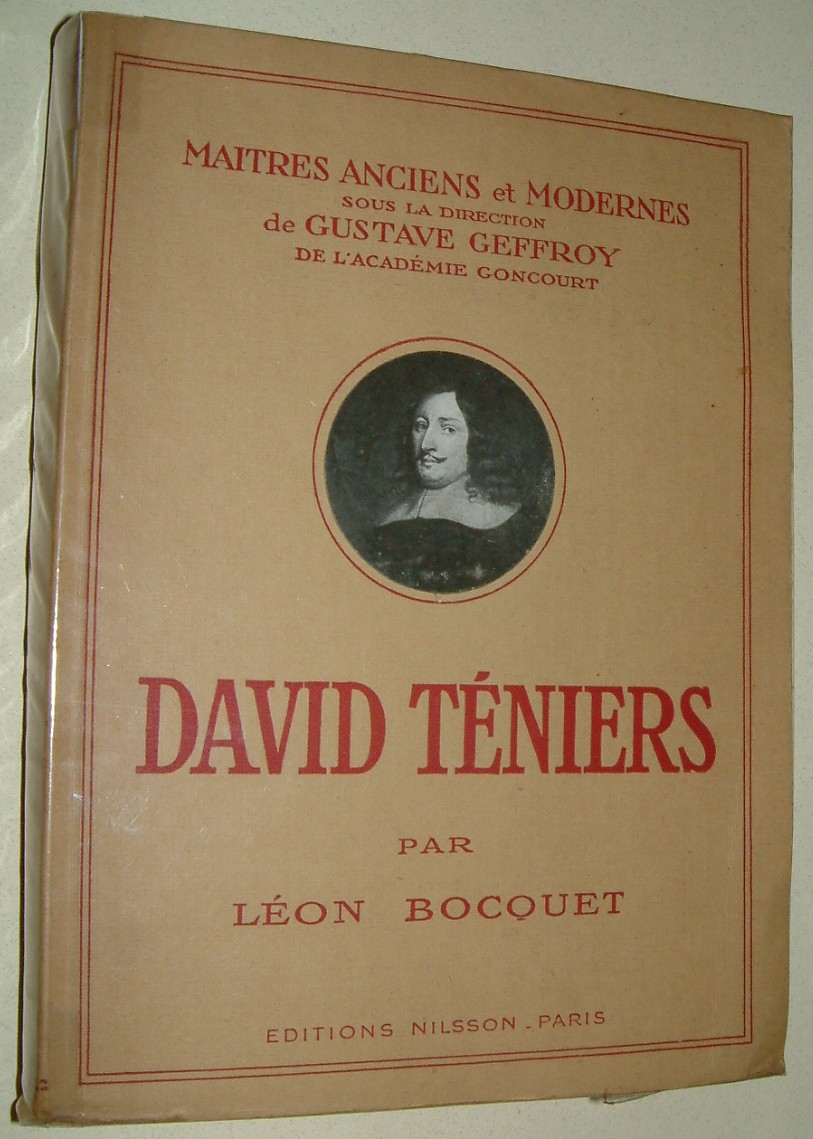 MAITRES ANCIENS et MODERNES
SOUS LA DIRECTION
de GUSTAVE GEFFROY
DE L'ACADÉMIE GONCOURT
DAVID TÉNIERS
PAR
LÉON BOCQUET
EDITIONS NILSSON - PARIS